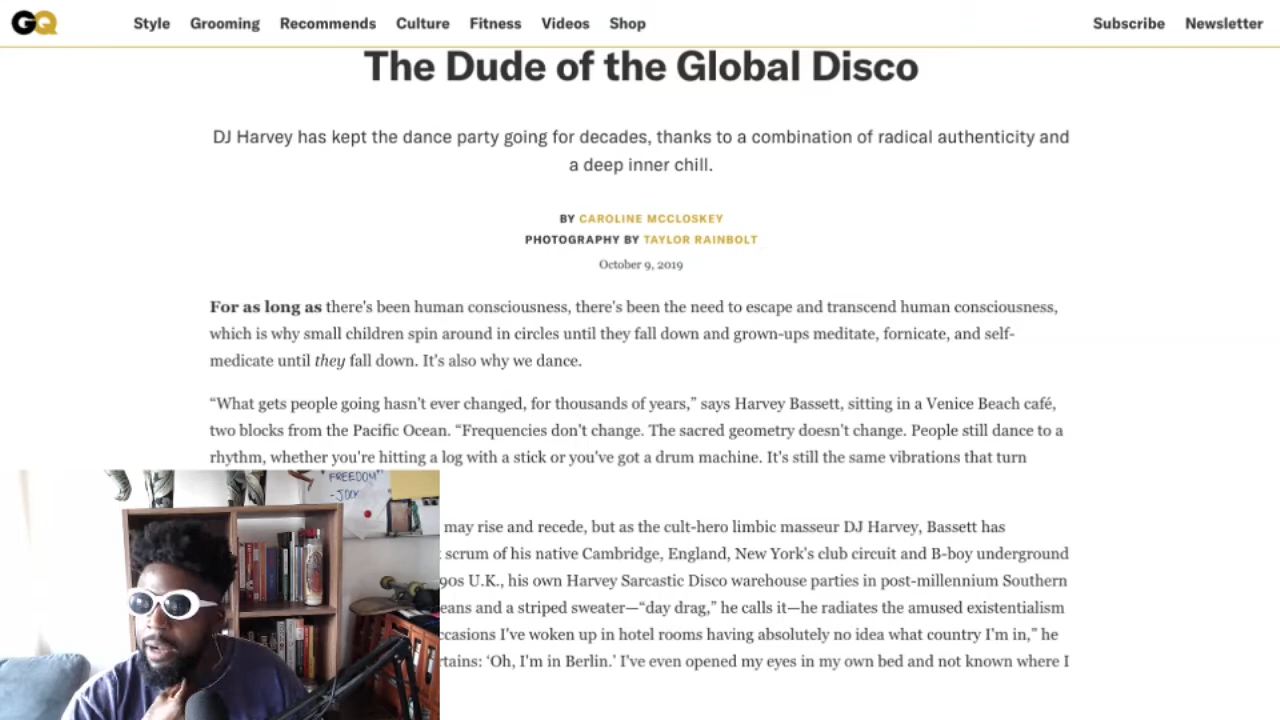 GQ
Style Grooming Recommends Culture Fitness Videos Shop
Subscribe Newsletter
The Dude of the Global Disco
DJ Harvey has kept the dance party going for decades, thanks to a combination of radical authenticity and
a deep inner chill.
BY CAROLINE MCCLOSKEY
PHOTOGRAPHY BY TAYLOR RAINBOLT
October 9, 2019
For as long as there's been human consciousness, there's been the need to escape and transcend human consciousness,
which is why small children spin around in circles until they fall down and grown-ups meditate, fornicate, and self-
medicate until they fall down. It's also why we dance.
“What gets people going hasn't ever changed, for thousands of years,” says Harvey Bassett, sitting in a Venice Beach café,
two blocks from the Pacific Ocean. “Frequencies don't change. The sacred geometry doesn't change. People still dance to a
rhythm, whether you're hitting a log with a stick or you've got a drum machine. It's still the same vibrations that turn
may rise and recede, but as the cult-hero limbic masseur DJ Harvey, Bassett has
scrum of his native Cambridge, England, New York's club circuit and B-boy underground
90s U.K., his own Harvey Sarcastic Disco warehouse parties in post-millennium Southern
eans and a striped sweater—“day drag,” he calls it—he radiates the amused existentialism
ccasions I've woken up in hotel rooms having absolutely no idea what country I'm in,” he
rtains: ‘Oh, I'm in Berlin.’ I've even opened my eyes in my own bed and not known where I
"FREEDOM"